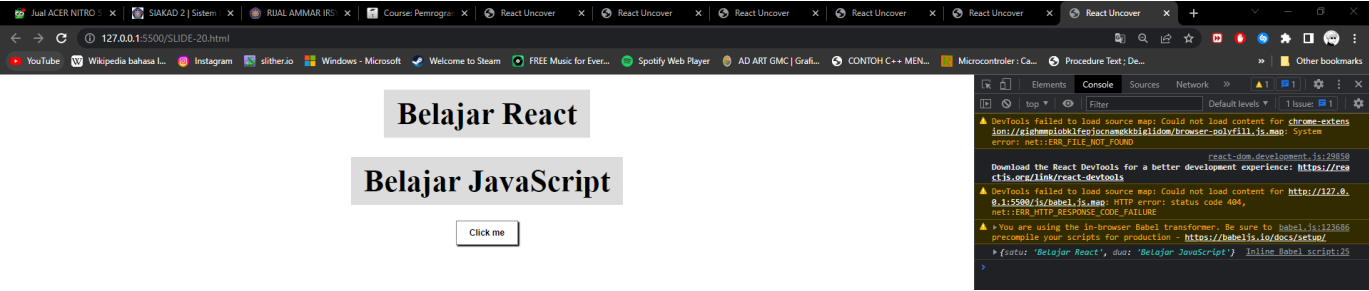 Jual ACER NITRO 5
SIAKAD 2 | Sistem I
RIJAL AMMAR IRSY
Course: Pemrogram
React Uncover
React Uncover
React Uncover
React Uncover
React Uncover
React Uncover
127.0.0.1:5500/SLIDE-20.html
YouTube
Wikipedia bahasa I...
Instagram
slither.io
Windows - Microsoft
Welcome to Steam
FREE Music for Ever...
Spotify Web Player
AD ART GMC | Grafi...
CONTOH C++ MEN...
Microcontroler : Ca...
Procedure Text ; De...
»
Other bookmarks
Elements Console Sources Network » 1 1
top ▼ Filter Default levels ▼ 1 Issue: 1
Belajar React
Belajar JavaScript
Click me
DevTools failed to load source map: Could not load content for chrome-exten
sion://gighmmpiobklfepjocnamgkkbiglidom/browser-polyfill.js.map: System
error: net::ERR_FILE_NOT_FOUND
react-dom.development.js:29850
Download the React DevTools for a better development experience: https://rea
ctjs.org/link/react-devtools
DevTools failed to load source map: Could not load content for http://127.0.
0.1:5500/js/babel.js.map: HTTP error: status code 404,
net::ERR_HTTP_RESPONSE_CODE_FAILURE
You are using the in-browser Babel transformer. Be sure to babel.js:123686
precompile your scripts for production - https://babeljs.io/docs/setup/
{satu: 'Belajar React', dua: 'Belajar JavaScript'} Inline Babel script:25